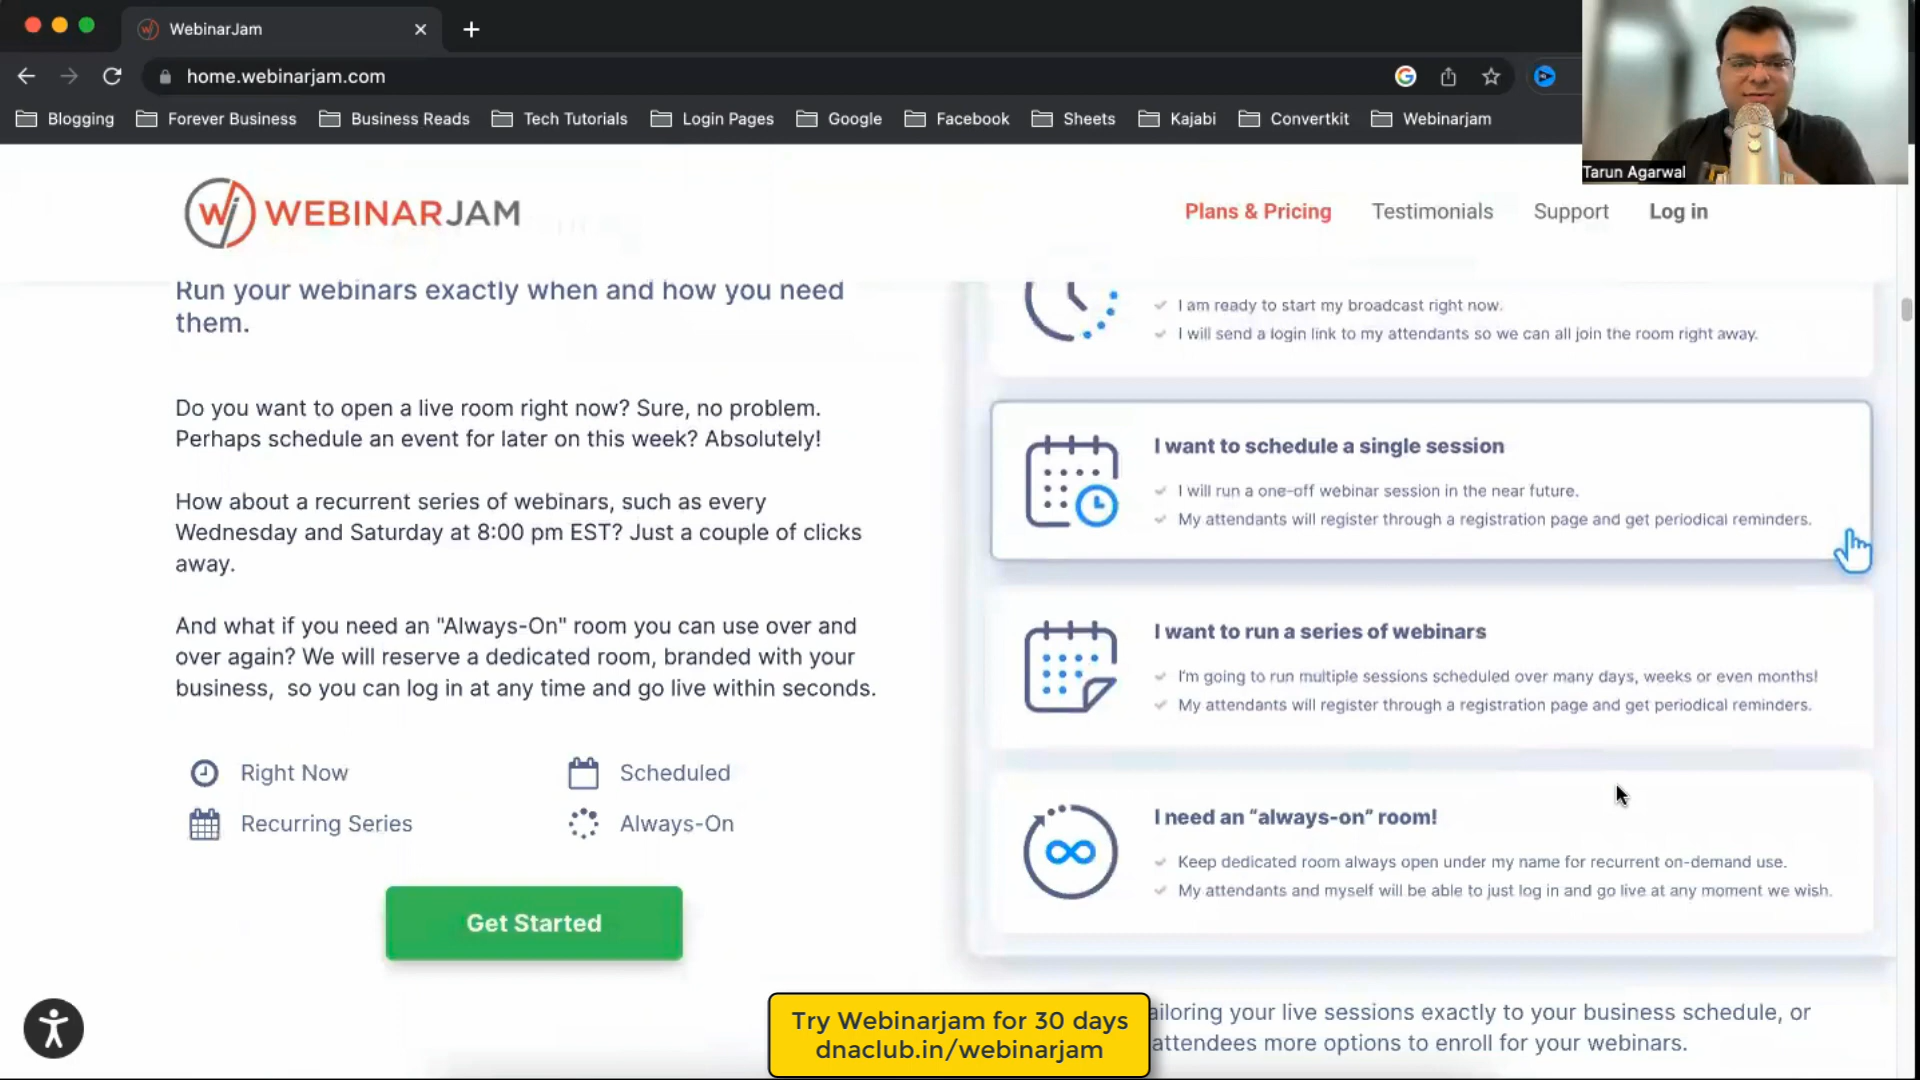 WebinarJam
home.webinarjam.com
Blogging
Forever Business
Business Reads
Tech Tutorials
Login Pages
Google
Facebook
Sheets
Kajabi
Convertkit
Webinarjam
Tarun Agarwal
WEBINARJAM
Plans & Pricing
Testimonials
Support
Log in
Run your webinars exactly when and how you need
them.
Do you want to open a live room right now? Sure, no problem.
Perhaps schedule an event for later on this week? Absolutely!
How about a recurrent series of webinars, such as every
Wednesday and Saturday at 8:00 pm EST? Just a couple of clicks
away.
And what if you need an "Always-On" room you can use over and
over again? We will reserve a dedicated room, branded with your
business, so you can log in at any time and go live within seconds.
Right Now
Scheduled
Recurring Series
Always-On
Get Started
I am ready to start my broadcast right now.
I will send a login link to my attendants so we can all join the room right away.
I want to schedule a single session
I will run a one-off webinar session in the near future.
My attendants will register through a registration page and get periodical reminders.
I want to run a series of webinars
I'm going to run multiple sessions scheduled over many days, weeks or even months!
My attendants will register through a registration page and get periodical reminders.
I need an “always-on” room!
Keep dedicated room always open under my name for recurrent on-demand use.
My attendants and myself will be able to just log in and go live at any moment we wish.
ailoring your live sessions exactly to your business schedule, or
attendees more options to enroll for your webinars.
Try Webinarjam for 30 days
dnaclub.in/webinarjam